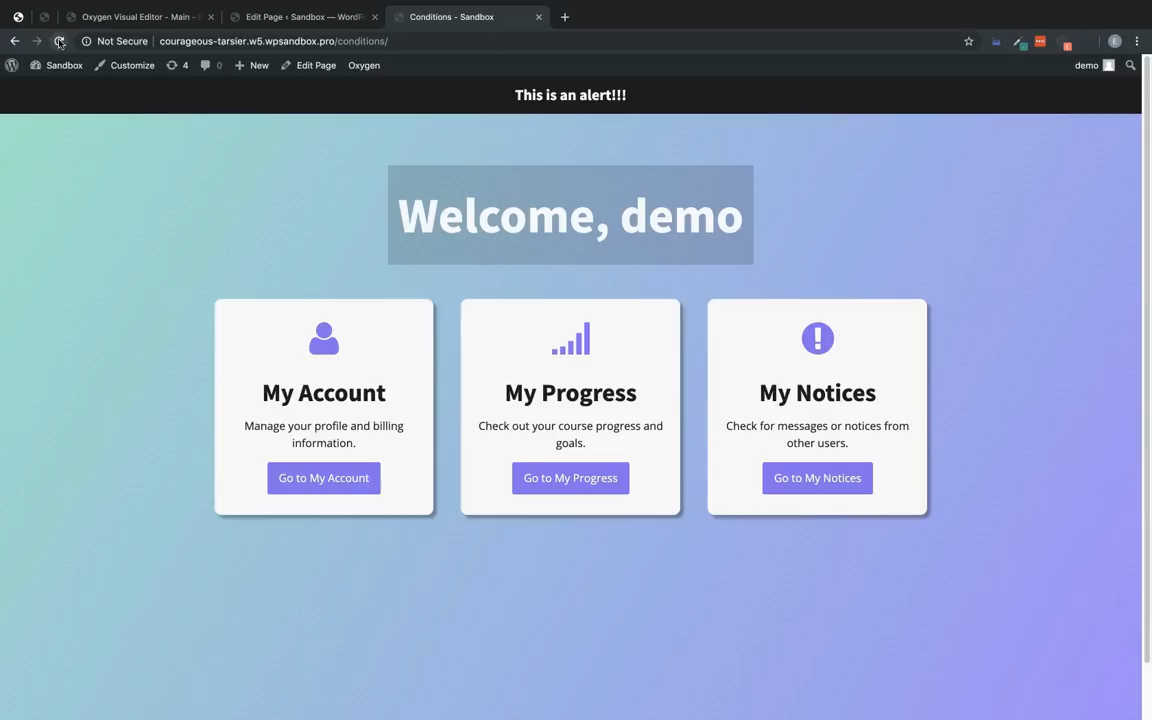 Oxygen Visual Editor - Main -
Edit Page ‹ Sandbox — WordP
Conditions - Sandbox
Not Secure
courageous-tarsier.w5.wpsandbox.pro/conditions/
E
Sandbox
Customize
4
0
New
Edit Page
Oxygen
demo
This is an alert!!!
Welcome, demo
My Account
Manage your profile and billing
information.
Go to My Account
My Progress
Check out your course progress and
goals.
Go to My Progress
My Notices
Check for messages or notices from
other users.
Go to My Notices